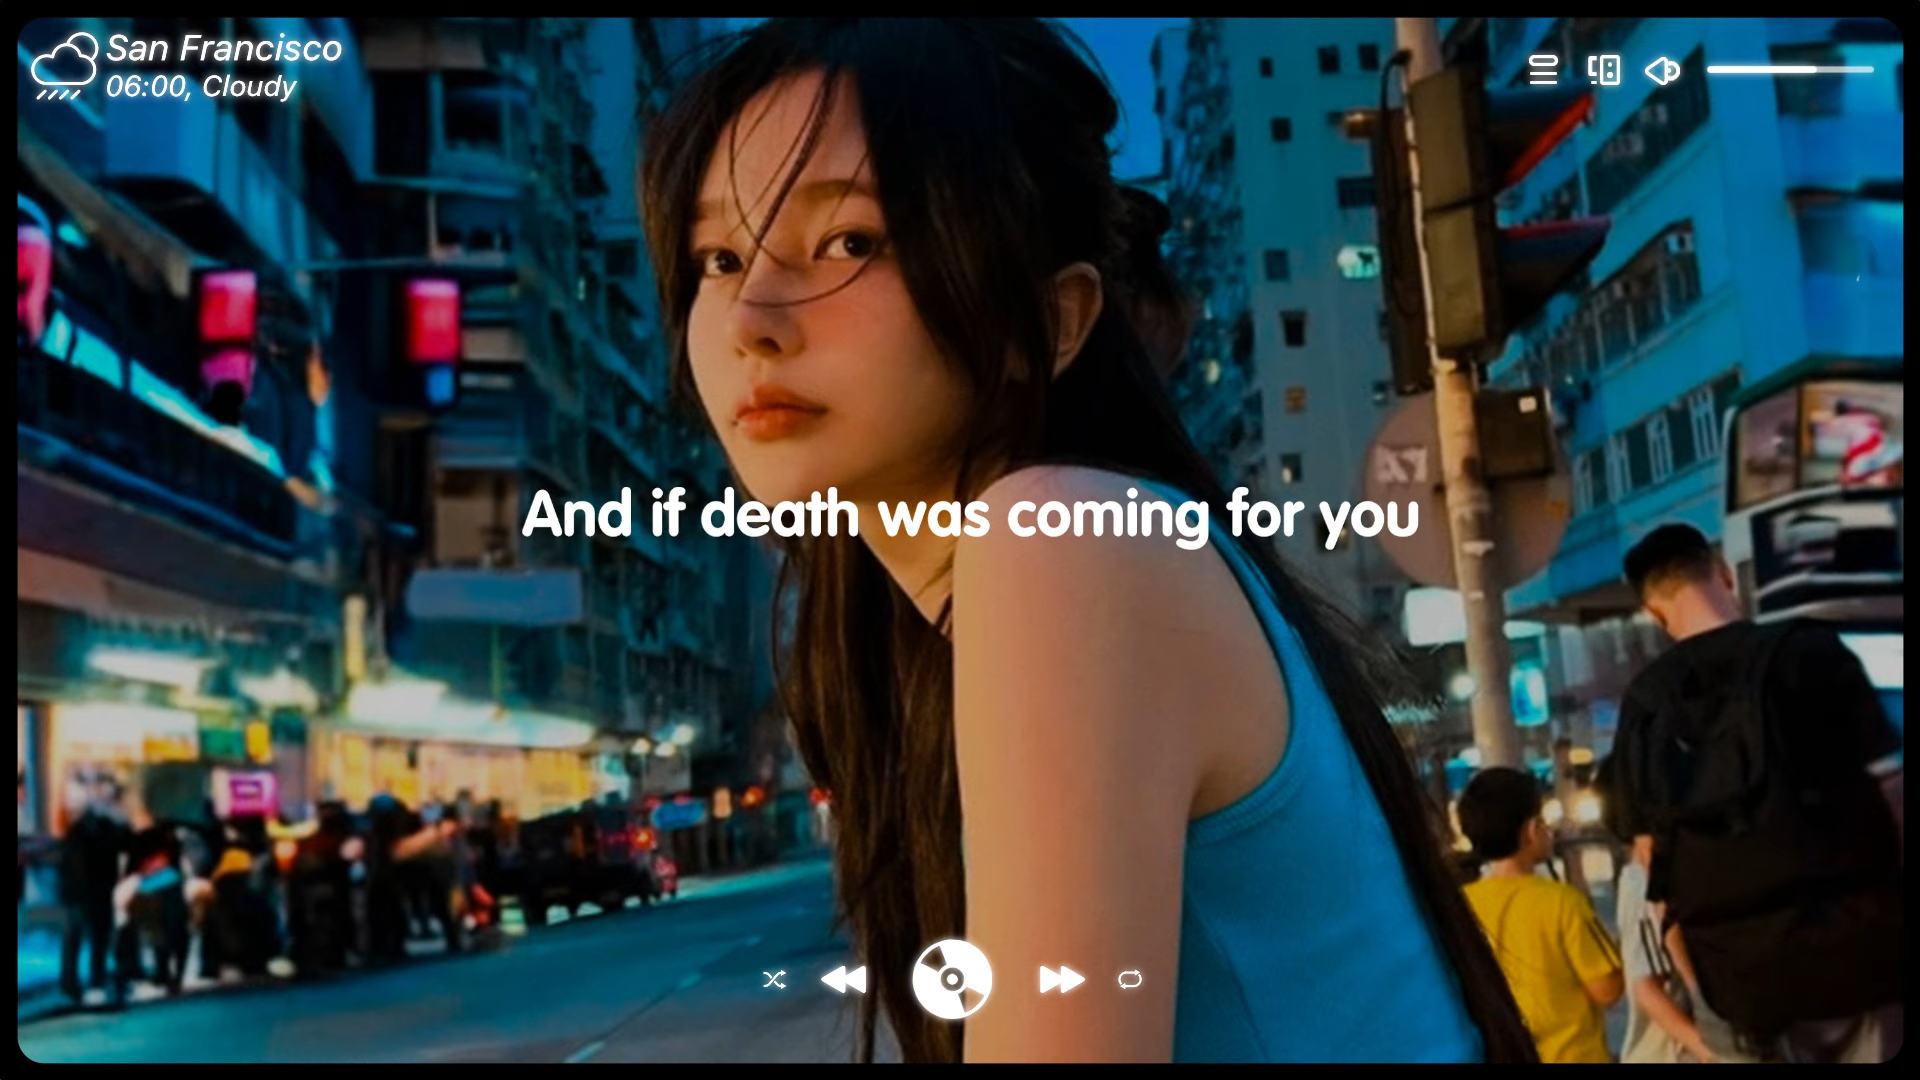 San Francisco
06:00, Cloudy
And if death was coming for you